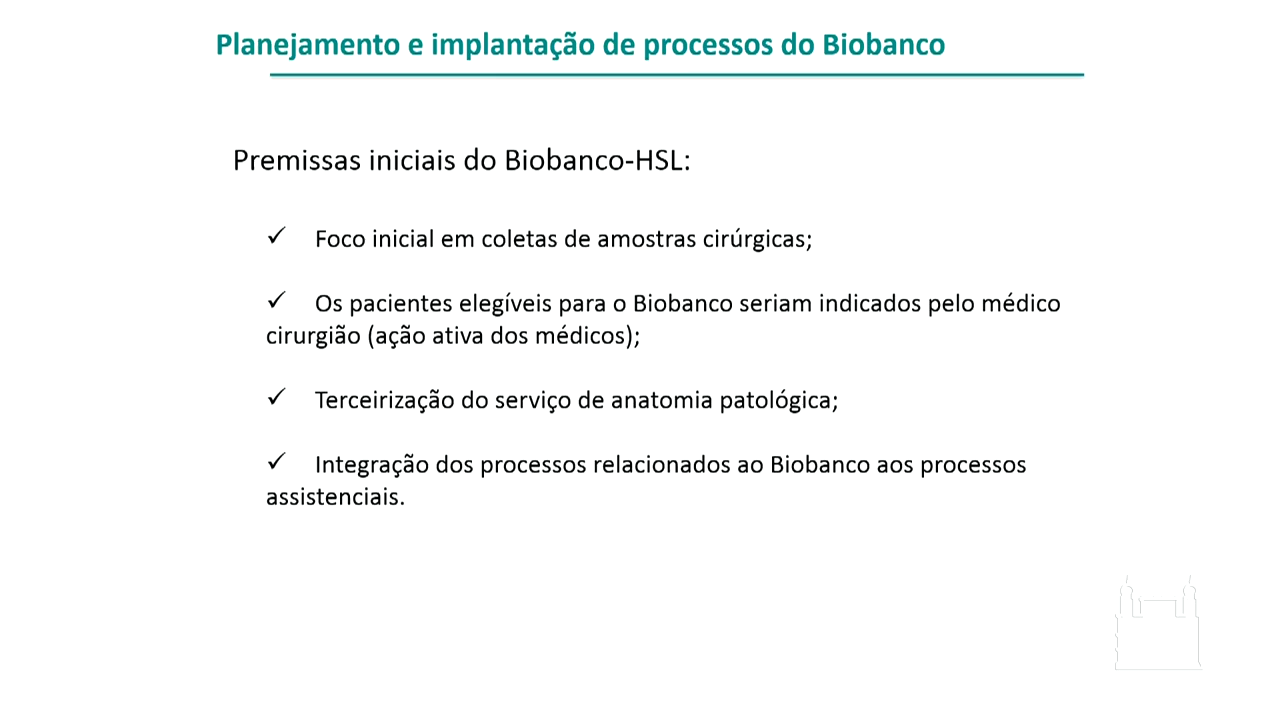 Planejamento e implantação de processos do Biobanco
Premissas iniciais do Biobanco-HSL:
✓ Foco inicial em coletas de amostras cirúrgicas;
✓ Os pacientes elegíveis para o Biobanco seriam indicados pelo médico
cirurgião (ação ativa dos médicos);
✓ Terceirização do serviço de anatomia patológica;
✓ Integração dos processos relacionados ao Biobanco aos processos
assistenciais.